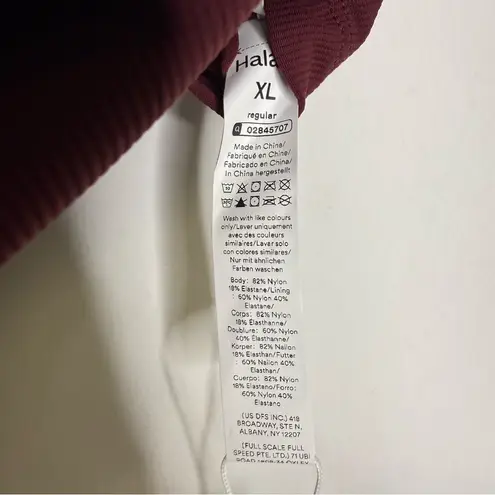 Hala
XL
regular
02845707
Made in China/
Fabriqué en China/
Fabricado en China/
In China hergestellt
Wash with like colours
only/Laver uniquement
avec des couleurs
similaires/Lavar solo
con colores similares/
Nur mit ähnlichen
Farben waschen
Body: 82% Nylon
18% Elastane/Lining
: 60% Nylon 40%
Elastane/
Corps: 82% Nylon
18% Elasthanne/
Doublure: 60% Nylon
40% Elasthanne/
Körper: 82% Nailon
18% Elasthan/Futter
: 60% Nailon 40%
Elasthan/
Cuerpo: 82% Nylon
18% Elastano/Forro:
60% Nylon 40%
Elastano
(US DFS INC.) 418
BROADWAY, STE N,
ALBANY, NY 12207
(FULL SCALE FULL
SPEED PTE. LTD.) 71 UBI
ROAD